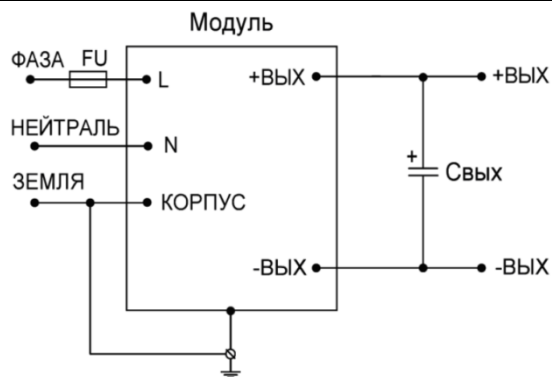 Модуль
ФАЗА FU
L
+ВЫХ
+ВЫХ
НЕЙТРАЛЬ
N
+
Свых
ЗЕМЛЯ
КОРПУС
-ВЫХ
-ВЫХ